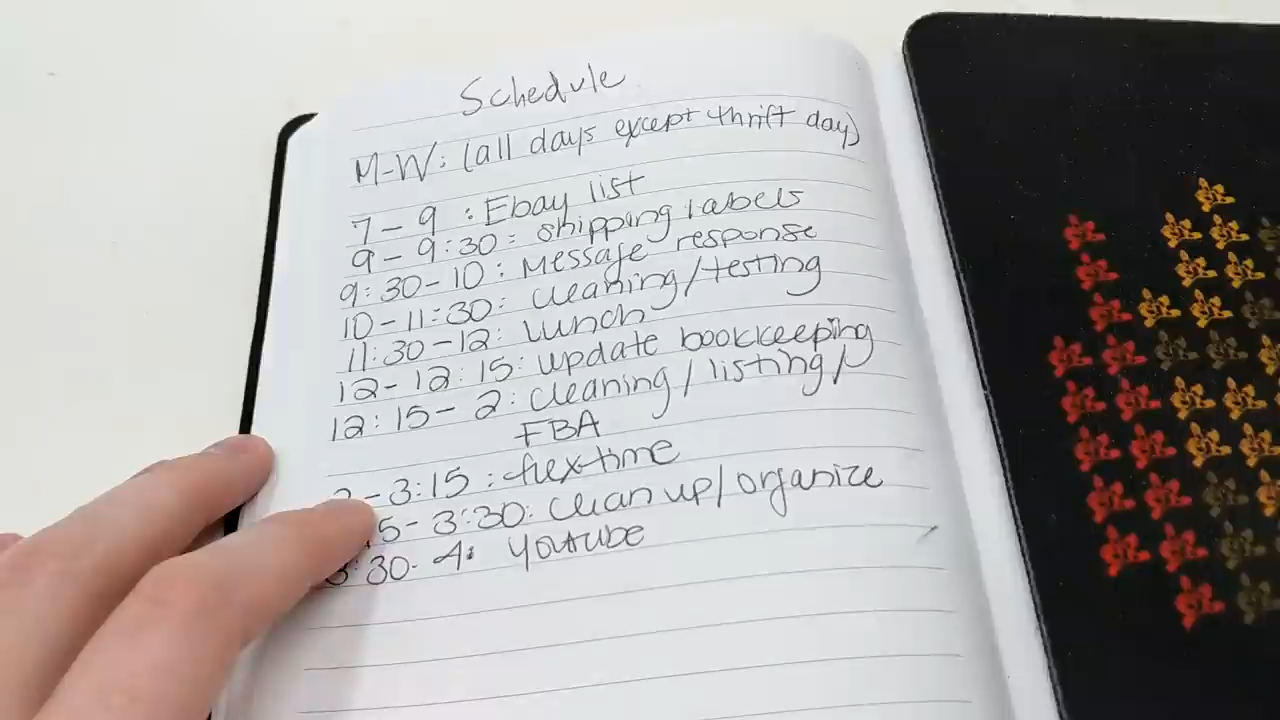 Schedule
M-W: (all days except thrift day)
7-9 : Ebay list
9-9:30: shipping labels
9:30-10: Message response
10-11:30: cleaning/testing
11:30-12: lunch
12-12:15: update bookkeeping
12:15-2: cleaning/listing/
FBA
2-3:15: flex-time
5-3:30: clean up/organize
3:30-4: youtube